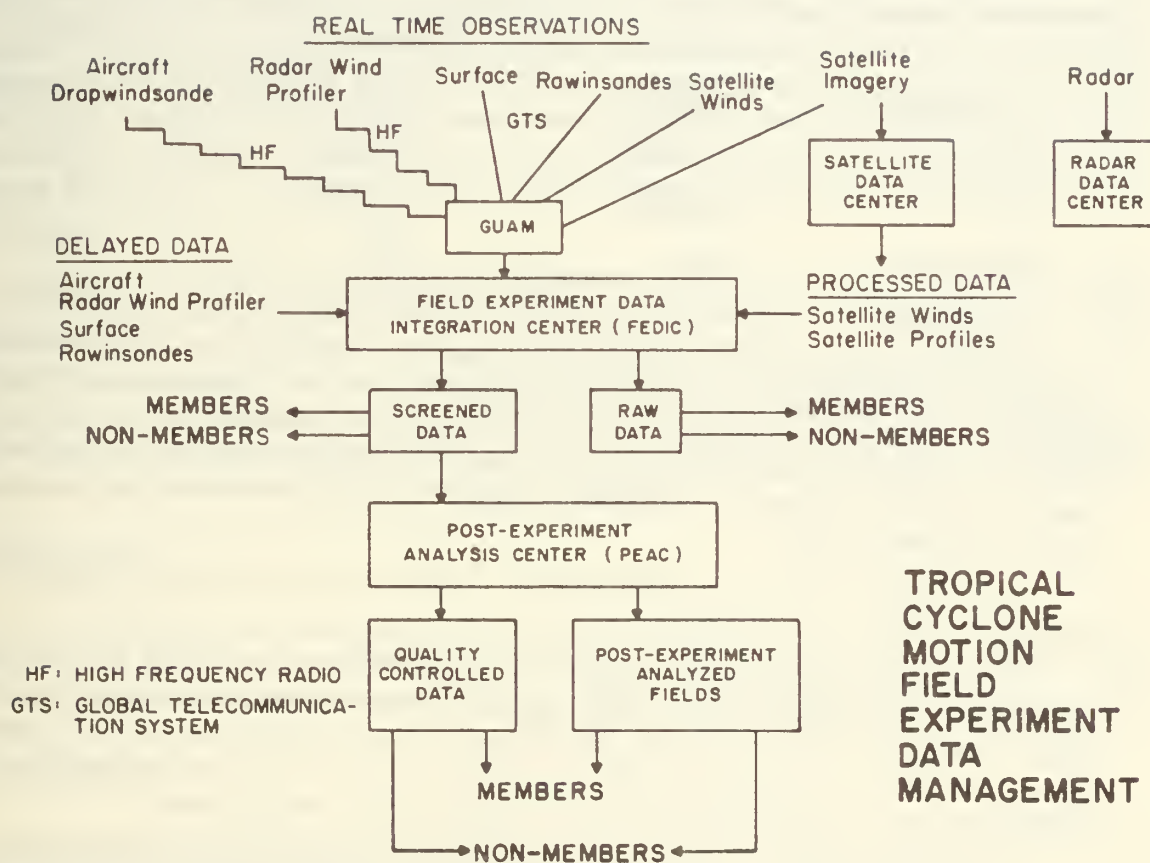 REAL TIME OBSERVATIONS
Aircraft
Drapwindsande
Radar Wind
Profiler
Surface
Rawinsandes
Satellite
Winds
Satellite
Imagery
Radar
HF
HF
GTS
GUAM
SATELLITE
DATA
CENTER
RADAR
DATA
CENTER
DELAYED DATA
Aircraft
Radar Wind Prafiler
Surface
Rawinsondes
FIELD EXPERIMENT DATA
INTEGRATION CENTER ( FEDIC )
PROCESSED DATA
Satellite Winds
Satellite Profiles
MEMBERS
NON-MEMBERS
SCREENED
DATA
RAW
DATA
MEMBERS
NON-MEMBERS
POST-EXPERIMENT
ANALYSIS CENTER ( PEAC )
QUALITY
CONTROLLED
DATA
POST-EXPERIMENT
ANALYZED
FIELDS
HF: HIGH FREQUENCY RADIO
GTS: GLOBAL TELECOMMUNICA-
TION SYSTEM
MEMBERS
NON-MEMBERS
TROPICAL
CYCLONE
MOTION
FIELD
EXPERIMENT
DATA
MANAGEMENT